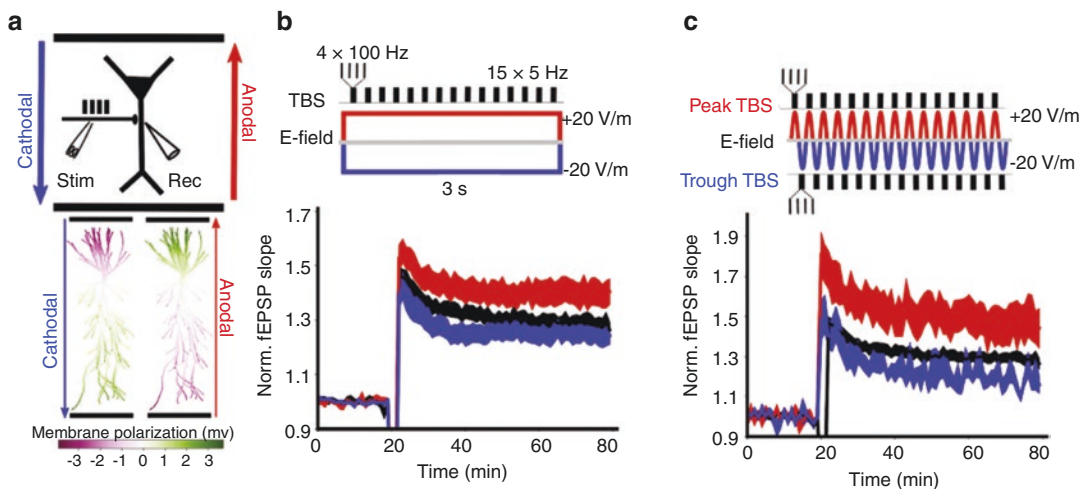 a
Cathodal
Anodal
Stim
Rec
Cathodal
Anodal
Membrane polarization (mv)
-3 -2 -1 0 1 2 3
b
4 × 100 Hz
15 × 5 Hz
TBS
E-field
+20 V/m
-20 V/m
3 s
Norm. fEPSP slope
1.7
1.5
1.3
1.1
0.9
0 20 40 60 80
Time (min)
c
Peak TBS
+20 V/m
E-field
-20 V/m
Trough TBS
Norm. fEPSP slope
1.9
1.7
1.5
1.3
1.1
0.9
0 20 40 60 80
Time (min)